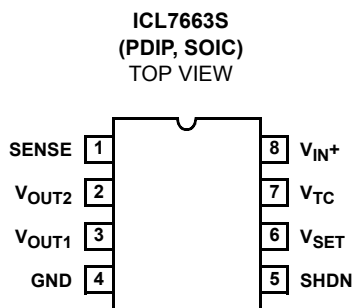 ICL7663S
(PDIP, SOIC)
TOP VIEW
SENSE 1 8 VIN+
VOUT2 2 7 VTC
VOUT1 3 6 VSET
GND 4 5 SHDN